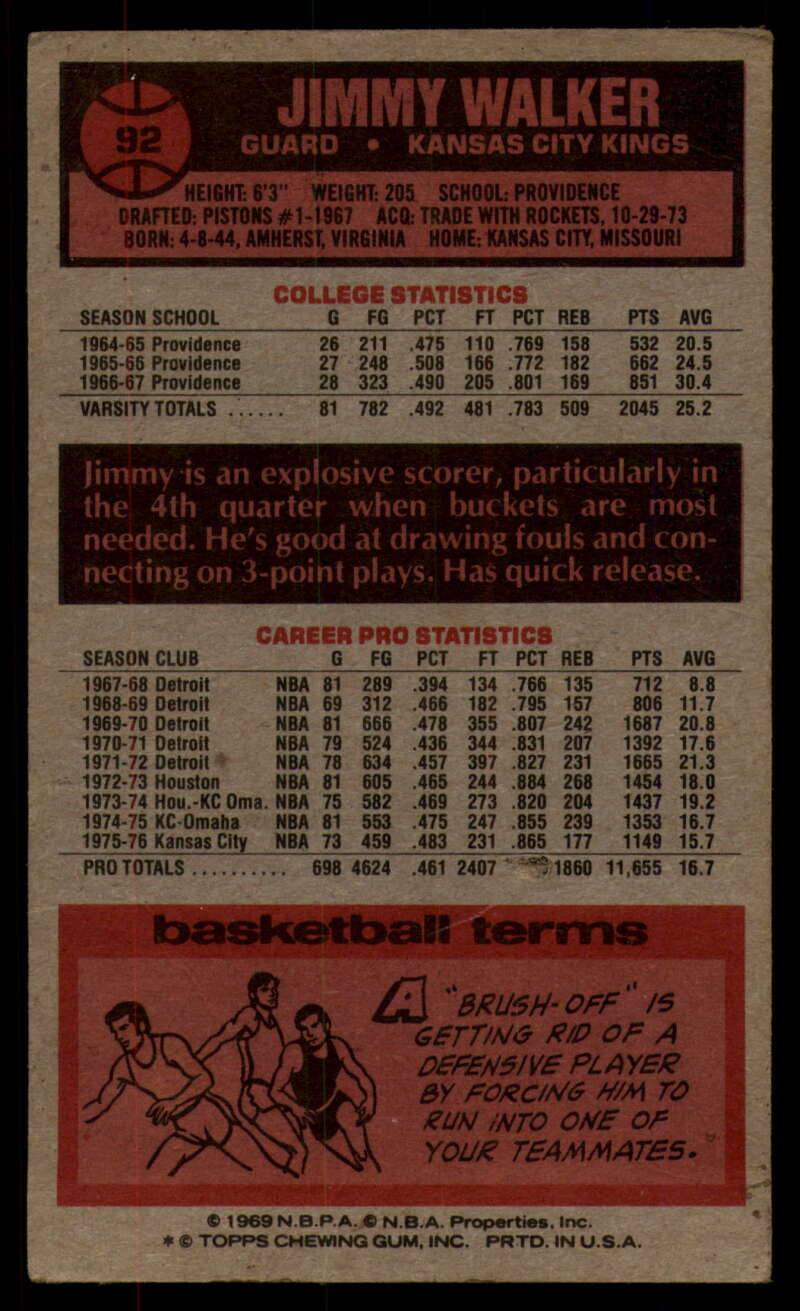 92
JIMMY WALKER
GUARD • KANSAS CITY KINGS
HEIGHT: 6'3" WEIGHT: 205 SCHOOL: PROVIDENCE
DRAFTED: PISTONS #1-1967 ACQ: TRADE WITH ROCKETS, 10-29-73
BORN: 4-8-44, AMHERST, VIRGINIA HOME: KANSAS CITY, MISSOURI
COLLEGE STATISTICS
SEASON SCHOOL G FG PCT FT PCT REB PTS AVG
1964-65 Providence 26 211 .475 110 .769 158 532 20.5
1965-66 Providence 27 248 .508 166 .772 182 662 24.5
1966-67 Providence 28 323 .490 205 .801 169 851 30.4
VARSITY TOTALS ...... 81 782 .492 481 .783 509 2045 25.2
Jimmy is an explosive scorer, particularly in
the 4th quarter when buckets are most
needed. He's good at drawing fouls and con-
necting on 3-point plays. Has quick release.
CAREER PRO STATISTICS
SEASON CLUB G FG PCT FT PCT REB PTS AVG
1967-68 Detroit NBA 81 289 .394 134 .766 135 712 8.8
1968-69 Detroit NBA 69 312 .466 182 .795 157 806 11.7
1969-70 Detroit NBA 81 666 .478 355 .807 242 1687 20.8
1970-71 Detroit NBA 79 524 .436 344 .831 207 1392 17.6
1971-72 Detroit NBA 78 634 .457 397 .827 231 1665 21.3
1972-73 Houston NBA 81 605 .465 244 .884 268 1454 18.0
1973-74 Hou.-KC Oma. NBA 75 582 .469 273 .820 204 1437 19.2
1974-75 KC-Omaha NBA 81 553 .475 247 .855 239 1353 16.7
1975-76 Kansas City NBA 73 459 .483 231 .865 177 1149 15.7
PRO TOTALS .......... 698 4624 .461 2407 1860 11,655 16.7
basketball terms
A "BRUSH-OFF" IS
GETTING RID OF A
DEFENSIVE PLAYER
BY FORCING HIM TO
RUN INTO ONE OF
YOUR TEAMMATES.
© 1969 N.B.P.A. © N.B.A. Properties, Inc.
* © TOPPS CHEWING GUM, INC. PRTD. IN U.S.A.